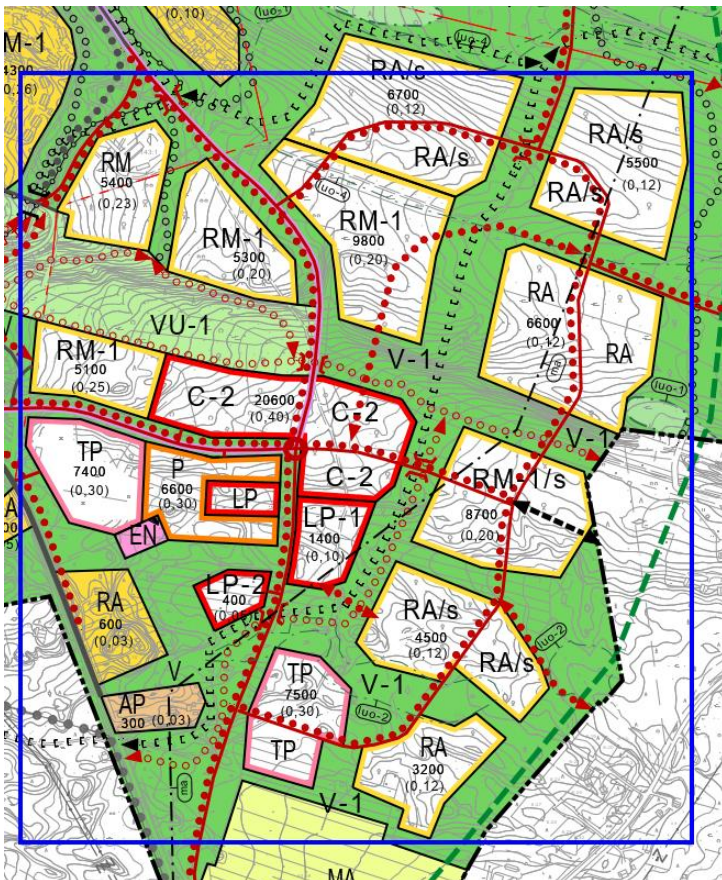 (0,10)
luo-1
M-1
4300
(0,26)
luo-4
RA/s
6700
(0,12)
RA/s
RA/s
5500
(0,12)
RA/s
RM
5400
(0,23)
luo-4
RM-1
9800
(0,20)
RM-1
5300
(0,20)
RA
6600
(0,12)
RA
ma
VU-1
V-1
RM-1
5100
(0,25)
C-2
20600
(0,40)
C-2
luo-1
V-1
TP
7400
(0,30)
P
6600
(0,30)
LP
C-2
RM-1/s
8700
(0,20)
EN
LP-1
1400
(0,10)
RA
600
(0,03)
LP-2
400
RA/s
4500
(0,12)
luo-2
RA/s
V
TP
7500
(0,30)
V-1
luo-2
AP
300
I
(0,03)
TP
RA
3200
(0,12)
ma
V-1
MA